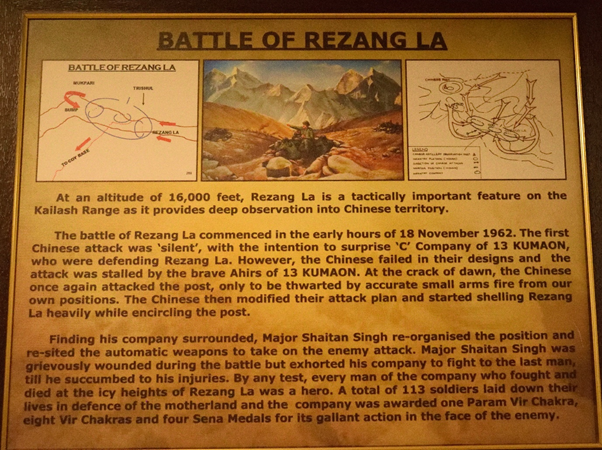 BATTLE OF REZANG LA
BATTLE OF REZANG LA
TRISHUL
REZANG LA
At an altitude of 16,000 feet, Rezang La is a tactically important feature on the
Kailash Range as it provides deep observation into Chinese territory.
The battle of Rezang La commenced in the early hours of 18 November 1962. The first
Chinese attack was 'silent', with the intention to surprise 'C' Company of 13 KUMAON,
who were defending Rezang La. However, the Chinese failed in their designs and the
attack was stalled by the brave Ahirs of 13 KUMAON. At the crack of dawn, the Chinese
once again attacked the post, only to be thwarted by accurate small arms fire from our
own positions. The Chinese then modified their attack plan and started shelling Rezang
La heavily while encircling the post.
Finding his company surrounded, Major Shaitan Singh re-organised the position and
re-sited the automatic weapons to take on the enemy attack. Major Shaitan Singh was
grievously wounded during the battle but exhorted his company to fight to the last man,
till he succumbed to his injuries. By any test, every man of the company who fought and
died at the icy heights of Rezang La was a hero. A total of 113 soldiers laid down their
lives in defence of the motherland and the company was awarded one Param Vir Chakra,
eight Vir Chakras and four Sena Medals for its gallant action in the face of the enemy.